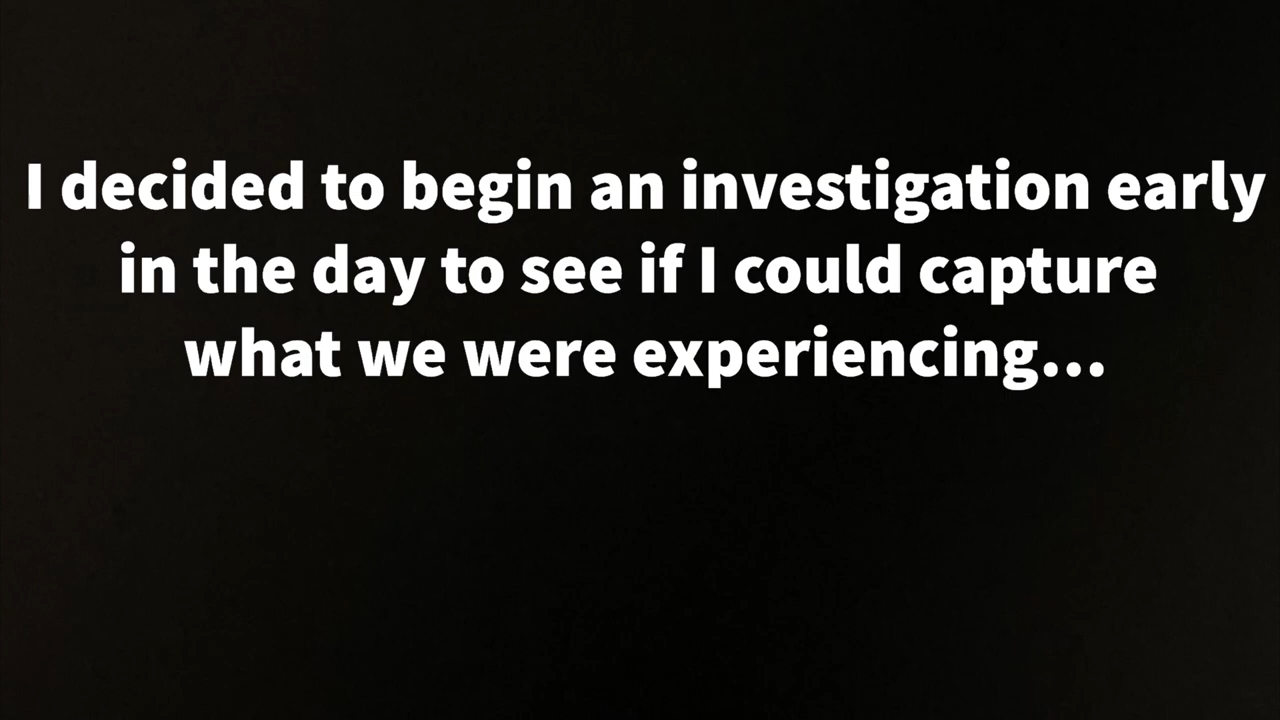 I decided to begin an investigation early
in the day to see if I could capture
what we were experiencing...